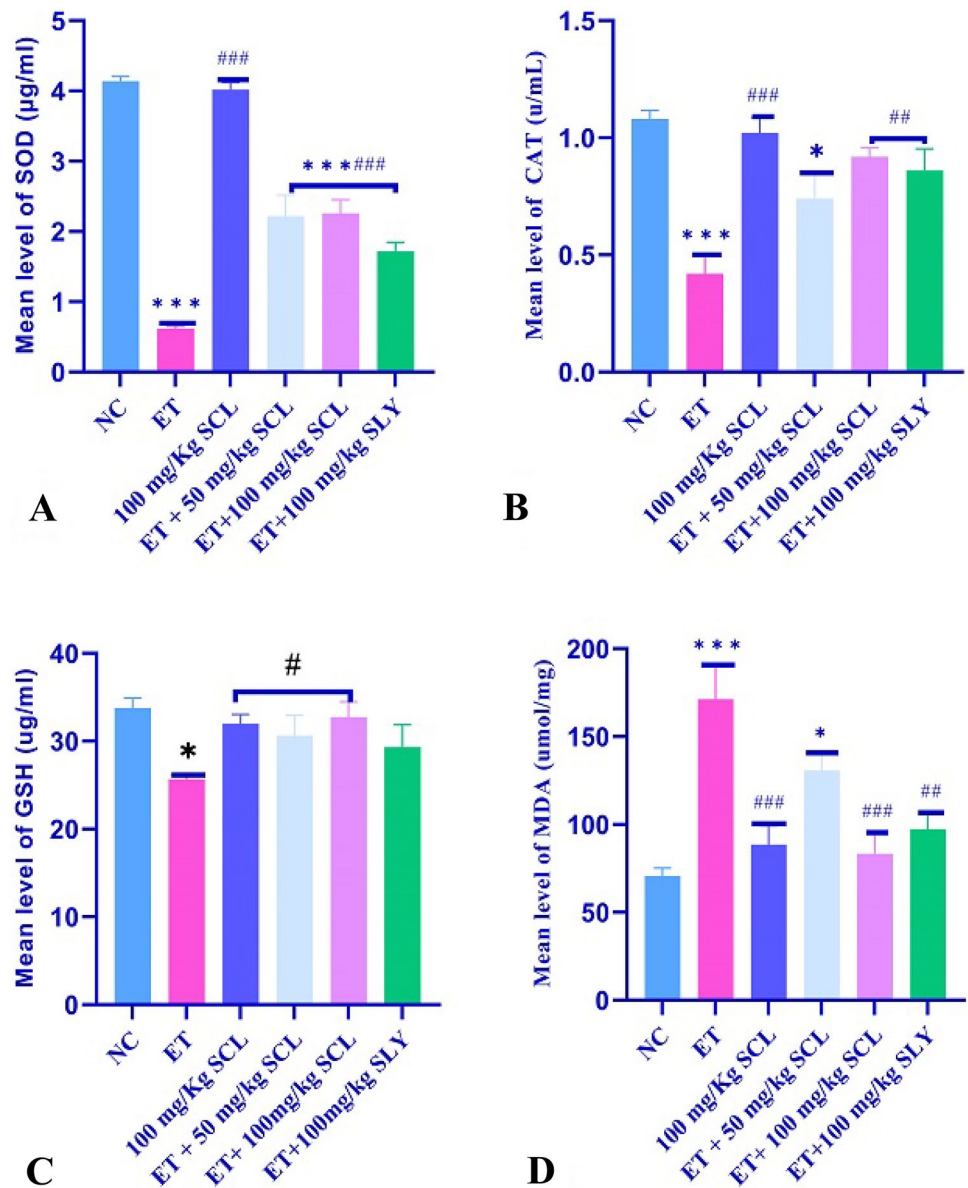 Mean level of SOD (µg/ml)
5
4
3
2
1
0
***
###
***###
NC
ET
100 mg/Kg SCL
ET + 50 mg/kg SCL
ET+100 mg/kg SCL
ET+100 mg/kg SLY
A
Mean level of CAT (u/mL)
1.5
1.0
0.5
0.0
***
###
*
##
NC
ET
100 mg/Kg SCL
ET + 50 mg/kg SCL
ET+100 mg/kg SCL
ET+100 mg/kg SLY
B
Mean level of GSH (ug/ml)
40
30
20
10
0
*
#
NC
ET
100 mg/Kg SCL
ET + 50 mg/kg SCL
ET+ 100mg/kg SCL
ET+100mg/kg SLY
C
Mean level of MDA (umol/mg)
200
150
100
50
0
***
###
*
###
##
NC
ET
100 mg/Kg SCL
ET + 50 mg/kg SCL
ET+ 100 mg/kg SCL
ET+100 mg/kg SLY
D